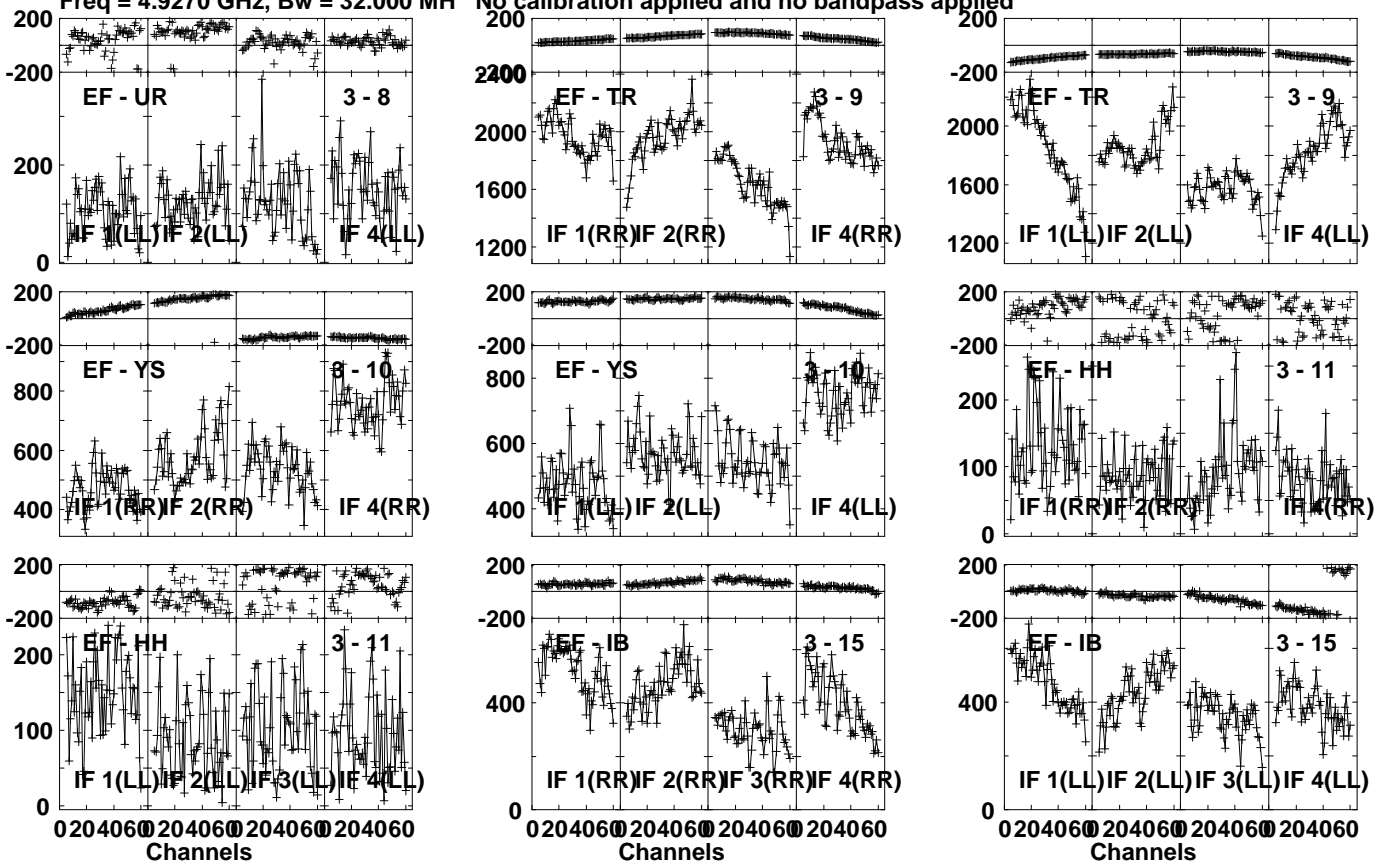 Freq = 4.9270 GHz, Bw = 32.000 MH No calibration applied and no bandpass applied
200
-200
EF - UR 3 - 8
200
0
IF 1(LL) IF 2(LL) IF 4(LL)
200
-200
2400
EF - TR 3 - 9
2000
1600
1200
IF 1(RR) IF 2(RR) IF 4(RR)
200
-200
EF - TR 3 - 9
2000
1600
1200
IF 1(LL) IF 2(LL) IF 4(LL)
200
-200
EF - YS 3 - 10
800
600
400
IF 1(RR) IF 2(RR) IF 4(RR)
200
-200
EF - YS 3 - 10
800
600
400
IF 1(LL) IF 2(LL) IF 4(LL)
200
-200
EF - HH 3 - 11
200
100
0
IF 1(RR) IF 2(RR) IF 4(RR)
200
-200
EF - HH 3 - 11
200
100
0
IF 1(LL) IF 2(LL) IF 3(LL) IF 4(LL)
0 20 40 60 0 20 40 60 0 20 40 60 0 20 40 60
Channels
200
-200
EF - IB 3 - 15
400
0
IF 1(RR) IF 2(RR) IF 3(RR) IF 4(RR)
0 20 40 60 0 20 40 60 0 20 40 60 0 20 40 60
Channels
200
-200
EF - IB 3 - 15
400
0
IF 1(LL) IF 2(LL) IF 3(LL) IF 4(LL)
0 20 40 60 0 20 40 60 0 20 40 60 0 20 40 60
Channels